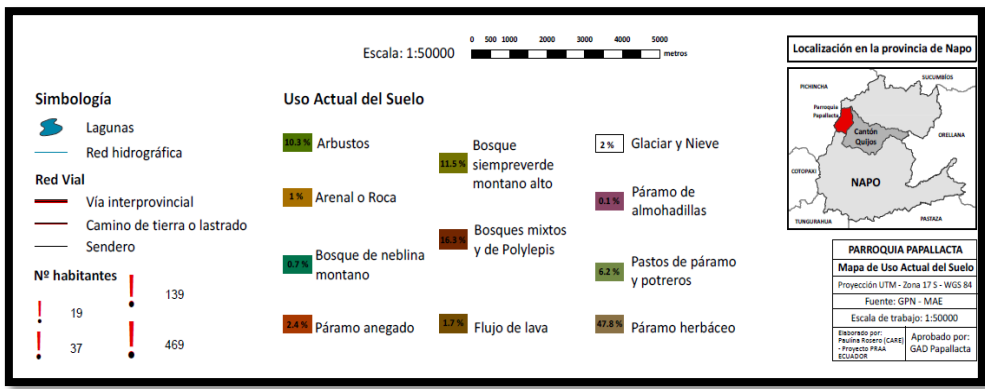 Escala: 1:50000
0 500 1000 2000 3000 4000 5000
metros
Simbología
Lagunas
Red hidrográfica
Red Vial
Vía interprovincial
Camino de tierra o lastrado
Sendero
Nº habitantes
19
37
139
469
Uso Actual del Suelo
10.3 % Arbustos
1 % Arenal o Roca
0.7 % Bosque de neblina
montano
2.4 % Páramo anegado
11.5 % Bosque
siempreverde
montano alto
16.3 % Bosques mixtos
y de Polylepis
1.7 % Flujo de lava
2 % Glaciar y Nieve
0.1 % Páramo de
almohadillas
6.2 % Pastos de páramo
y potreros
47.8 % Páramo herbáceo
Localización en la provincia de Napo
PICHINCHA
SUCUMBÍOS
Parroquia
Papallacta
Cantón
Quijos
ORELLANA
COTOPAXI
NAPO
TUNGURAHUA
PASTAZA
PARROQUIA PAPALLACTA
Mapa de Uso Actual del Suelo
Proyección UTM - Zona 17 S - WGS 84
Fuente: GPN - MAE
Escala de trabajo: 1:50000
Elaborado por:
Paulina Rosero (CARE)
- Proyecto PRAA
ECUADOR
Aprobado por:
GAD Papallacta